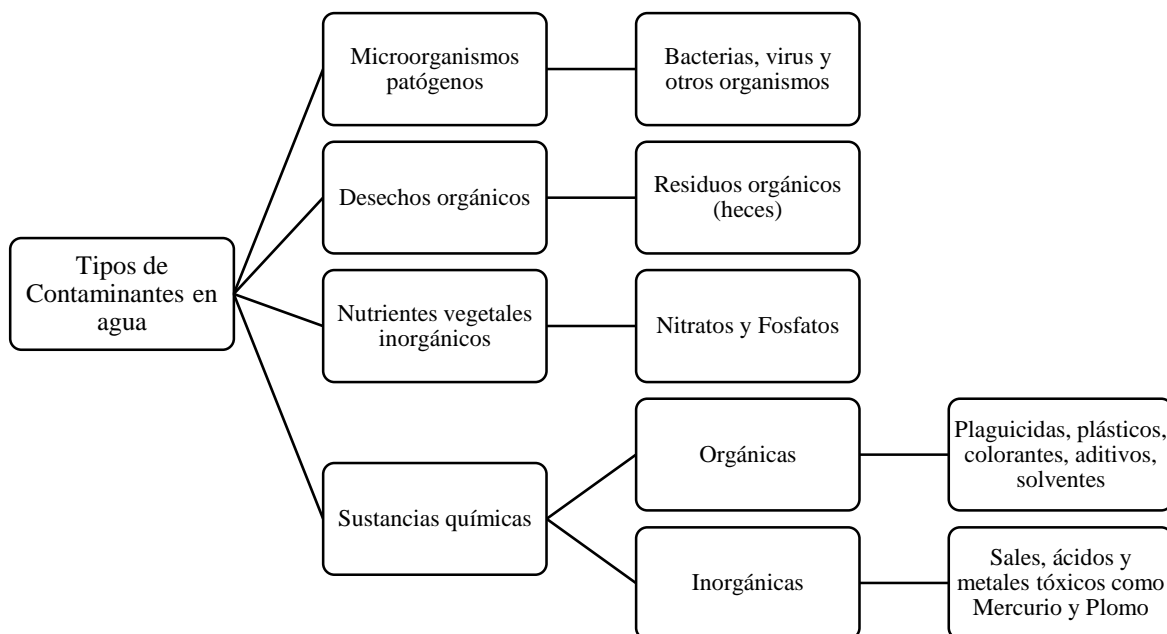 Tipos de
Contaminantes en
agua
Microorganismos
patógenos
Bacterias, virus y
otros organismos
Desechos orgánicos
Residuos orgánicos
(heces)
Nutrientes vegetales
inorgánicos
Nitratos y Fosfatos
Sustancias químicas
Orgánicas
Plaguicidas, plásticos,
colorantes, aditivos,
solventes
Inorgánicas
Sales, ácidos y
metales tóxicos como
Mercurio y Plomo